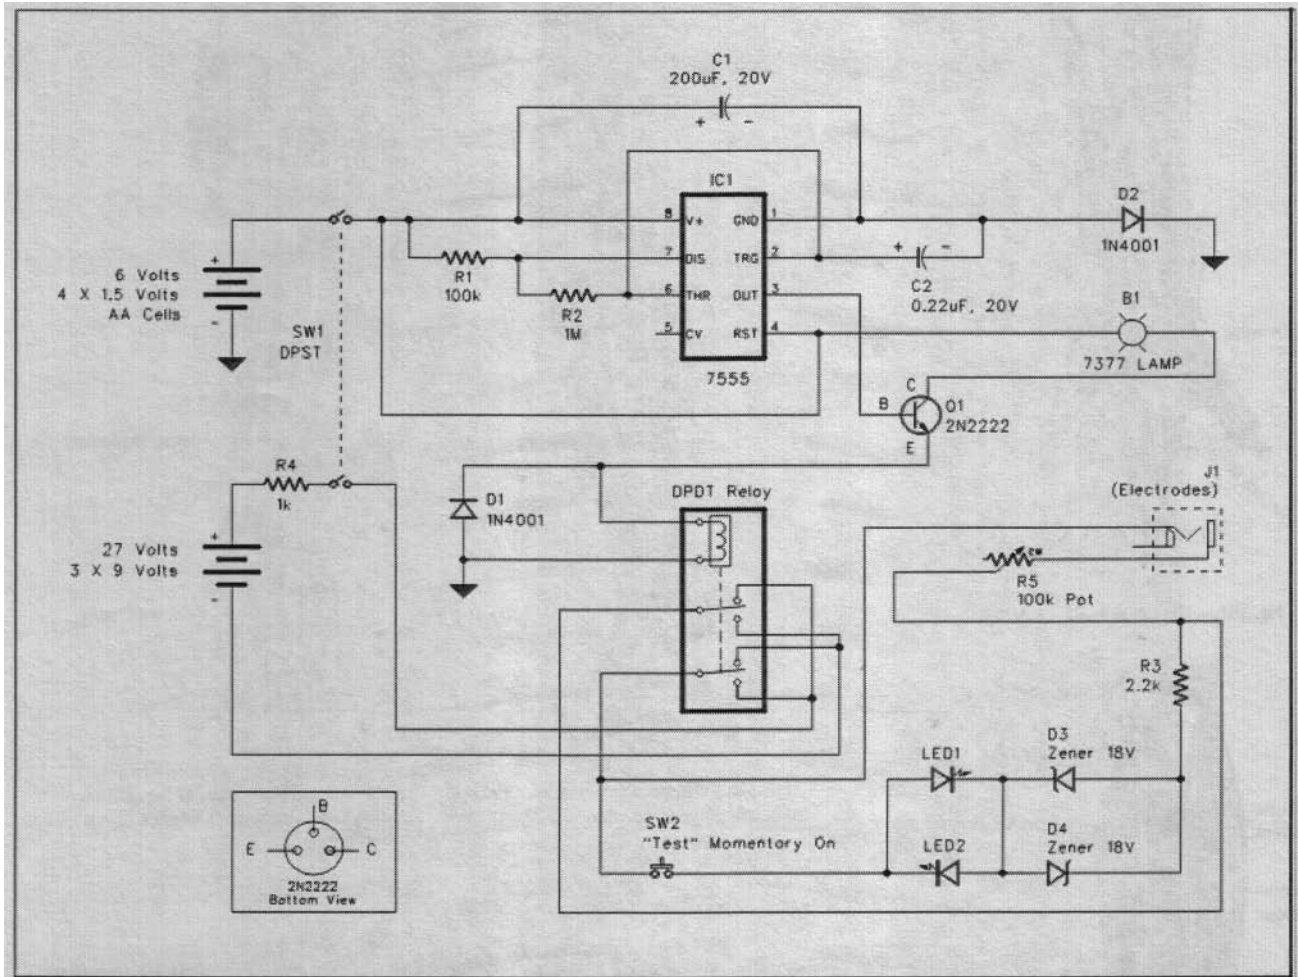 C1
200uF, 20V
+ -
IC1
8 V+ GND 1
7 DIS TRG 2
6 THR OUT 3
5 CV RST 4
7555
D2
1N4001
+ -
C2
0.22uF, 20V
R1
100k
R2
1M
+
6 Volts
4 X 1.5 Volts
AA Cells
-
SW1
DPST
B1
7377 LAMP
C
B
E
Q1
2N2222
R4
1k
D1
1N4001
DPDT Relay
J1
(Electrodes)
+
27 Volts
3 X 9 Volts
-
R5
100k Pot
R3
2.2k
LED1
D3
Zener 18V
SW2
"Test" Momentary On
LED2
D4
Zener 18V
B
E
C
2N2222
Bottom View